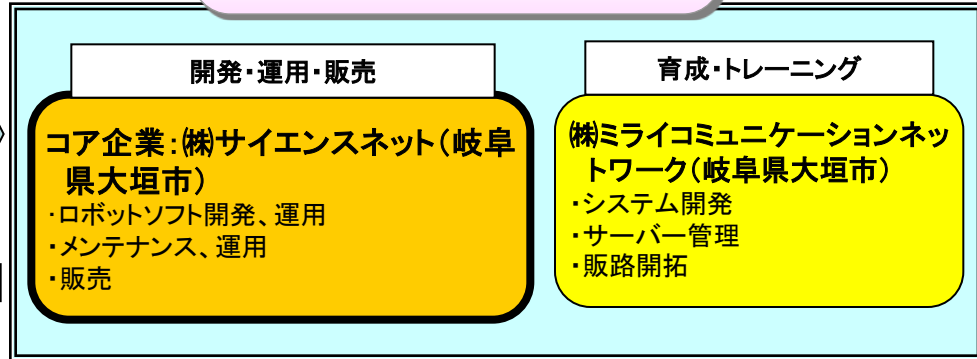 開発・運用・販売
コア企業：㈱サイエンスネット（岐阜
県大垣市）
・ロボットソフト開発、運用
・メンテナンス、運用
・販売
育成・トレーニング
㈱ミライコミュニケーションネッ
トワーク（岐阜県大垣市）
・システム開発
・サーバー管理
・販路開拓